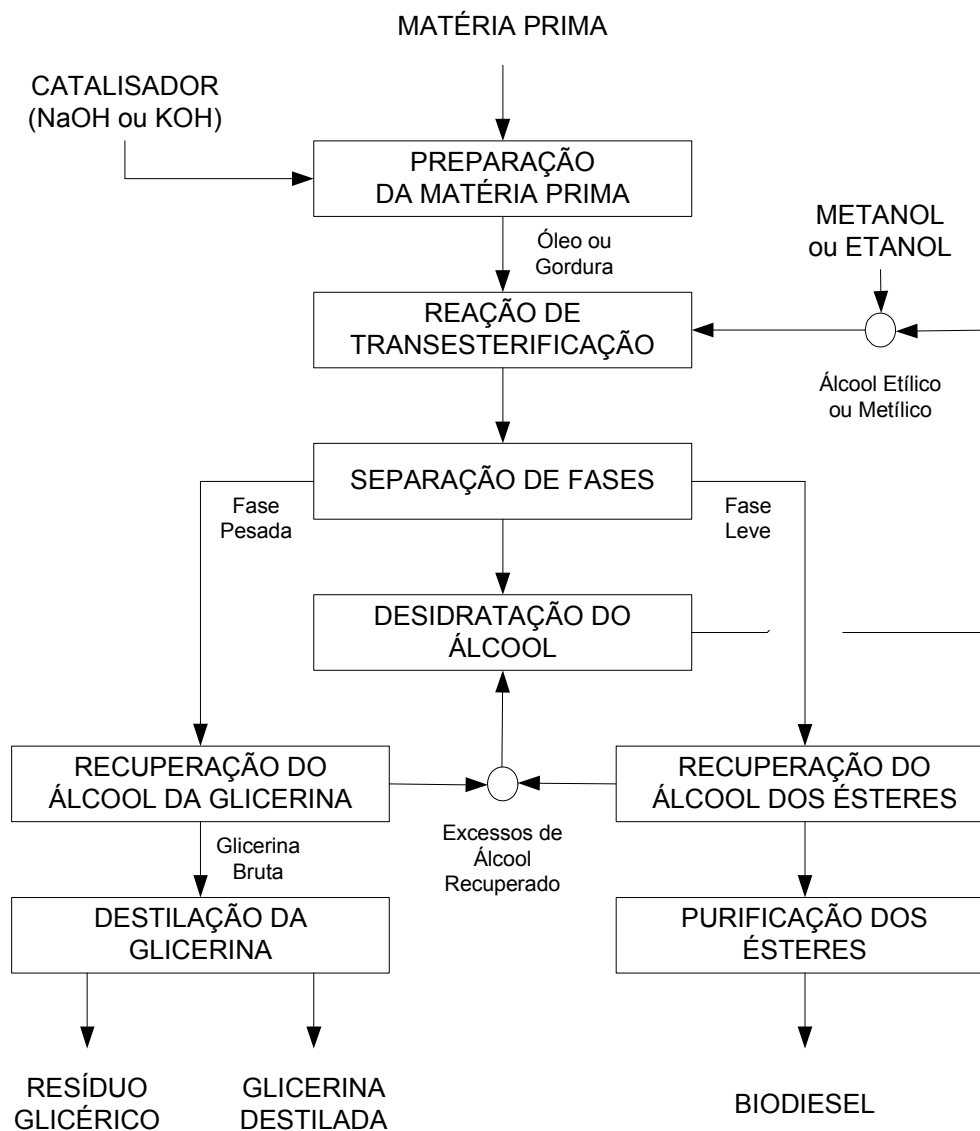 MATÉRIA PRIMA
CATALISADOR
(NaOH ou KOH)
PREPARAÇÃO
DA MATÉRIA PRIMA
METANOL
ou ETANOL
Óleo ou
Gordura
REAÇÃO DE
TRANSESTERIFICAÇÃO
Álcool Etílico
ou Metílico
SEPARAÇÃO DE FASES
Fase
Pesada
Fase
Leve
DESIDRATAÇÃO DO
ÁLCOOL
RECUPERAÇÃO DO
ÁLCOOL DA GLICERINA
RECUPERAÇÃO DO
ÁLCOOL DOS ÉSTERES
Glicerina
Bruta
Excessos de
Álcool
Recuperado
DESTILAÇÃO DA
GLICERINA
PURIFICAÇÃO DOS
ÉSTERES
RESÍDUO
GLICÉRICO
GLICERINA
DESTILADA
BIODIESEL